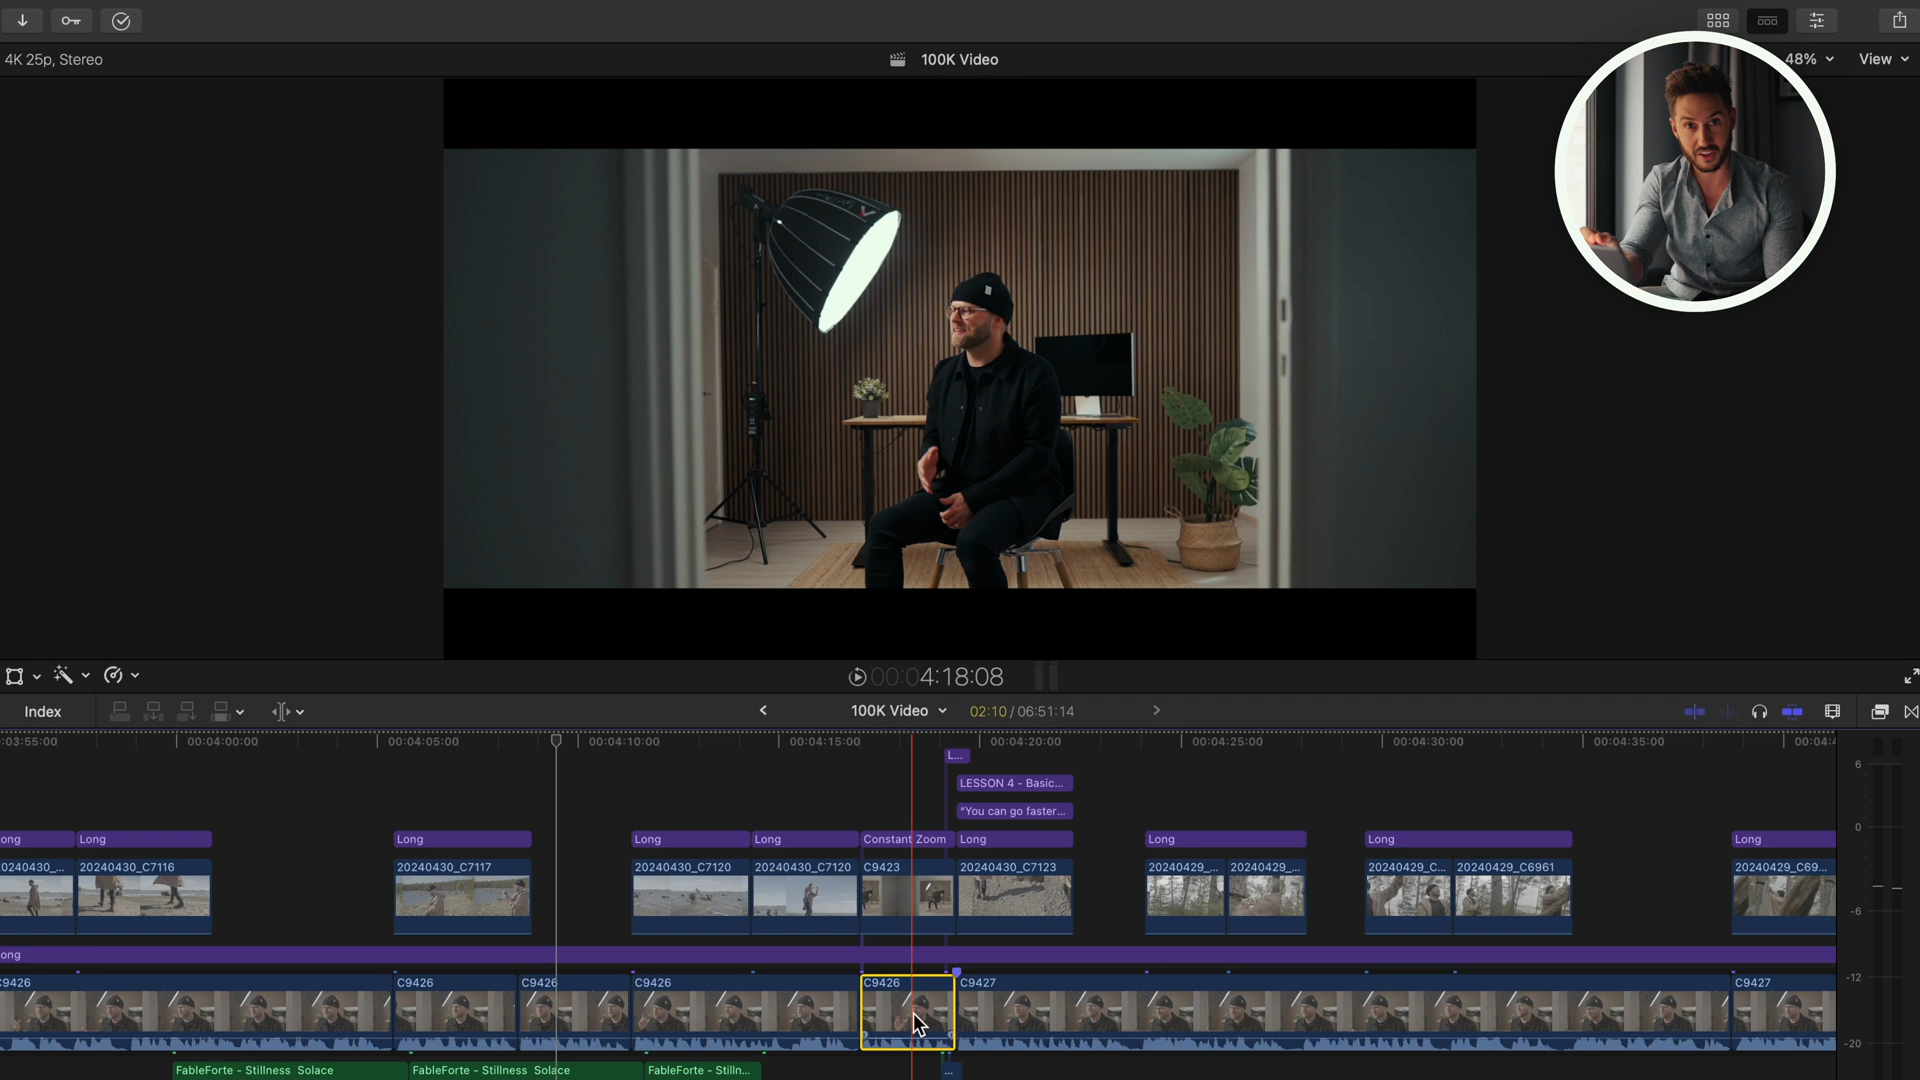 4K 25p, Stereo
100K Video
48%
View
00:04:18:08
Index
100K Video
02:10 / 06:51:14
:03:55:00
00:04:00:00
00:04:05:00
00:04:10:00
00:04:15:00
00:04:20:00
00:04:25:00
00:04:30:00
00:04:35:00
00:04:4
L...
LESSON 4 - Basic...
"You can go faster...
ong
Long
Long
Long
Long
Constant Zoom
Long
Long
Long
Long
20240430_...
20240430_C7116
20240430_C7117
20240430_C7120
20240430_C7120
C9423
20240430_C7123
20240429_...
20240429_...
20240429_C...
20240429_C6961
20240429_C69...
ong
C9426
C9426
C9426
C9426
C9426
C9427
C9427
FableForte - Stillness Solace
FableForte - Stillness Solace
FableForte - Stilln...
...
6
0
-6
-12
-20